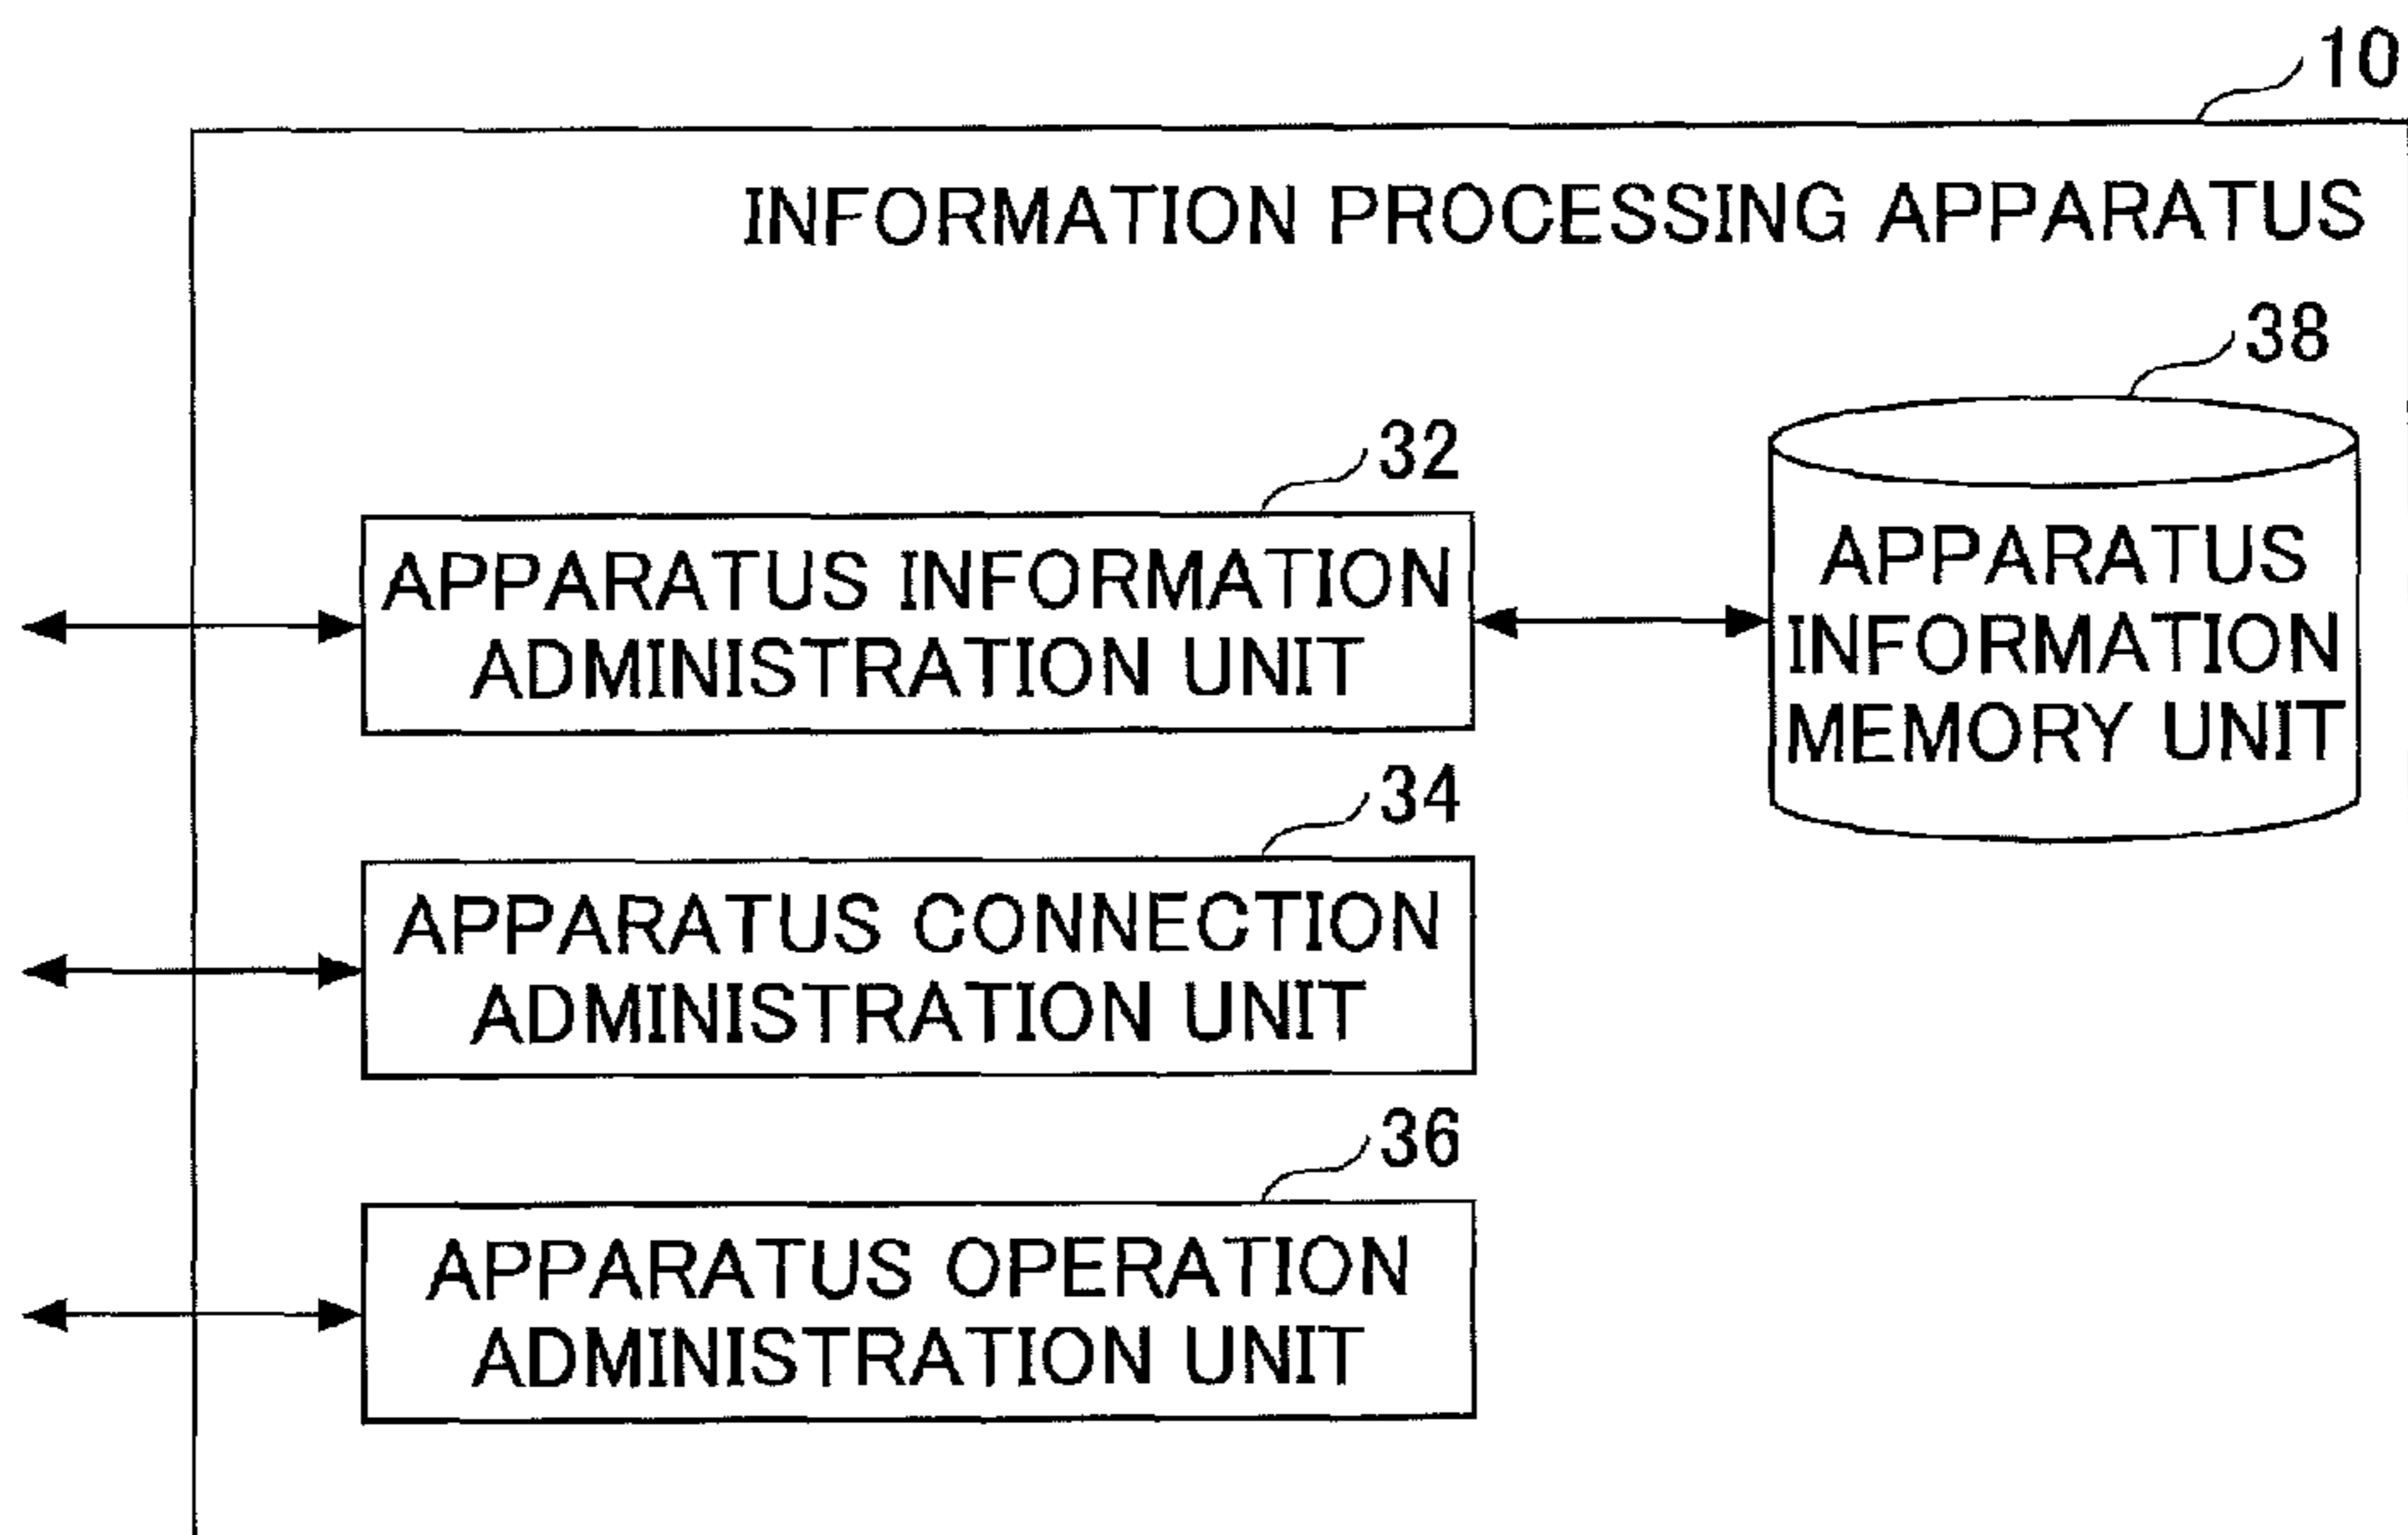 10
INFORMATION PROCESSING APPARATUS
38
32
APPARATUS INFORMATION
ADMINISTRATION UNIT
APPARATUS
INFORMATION
MEMORY UNIT
34
APPARATUS CONNECTION
ADMINISTRATION UNIT
36
APPARATUS OPERATION
ADMINISTRATION UNIT